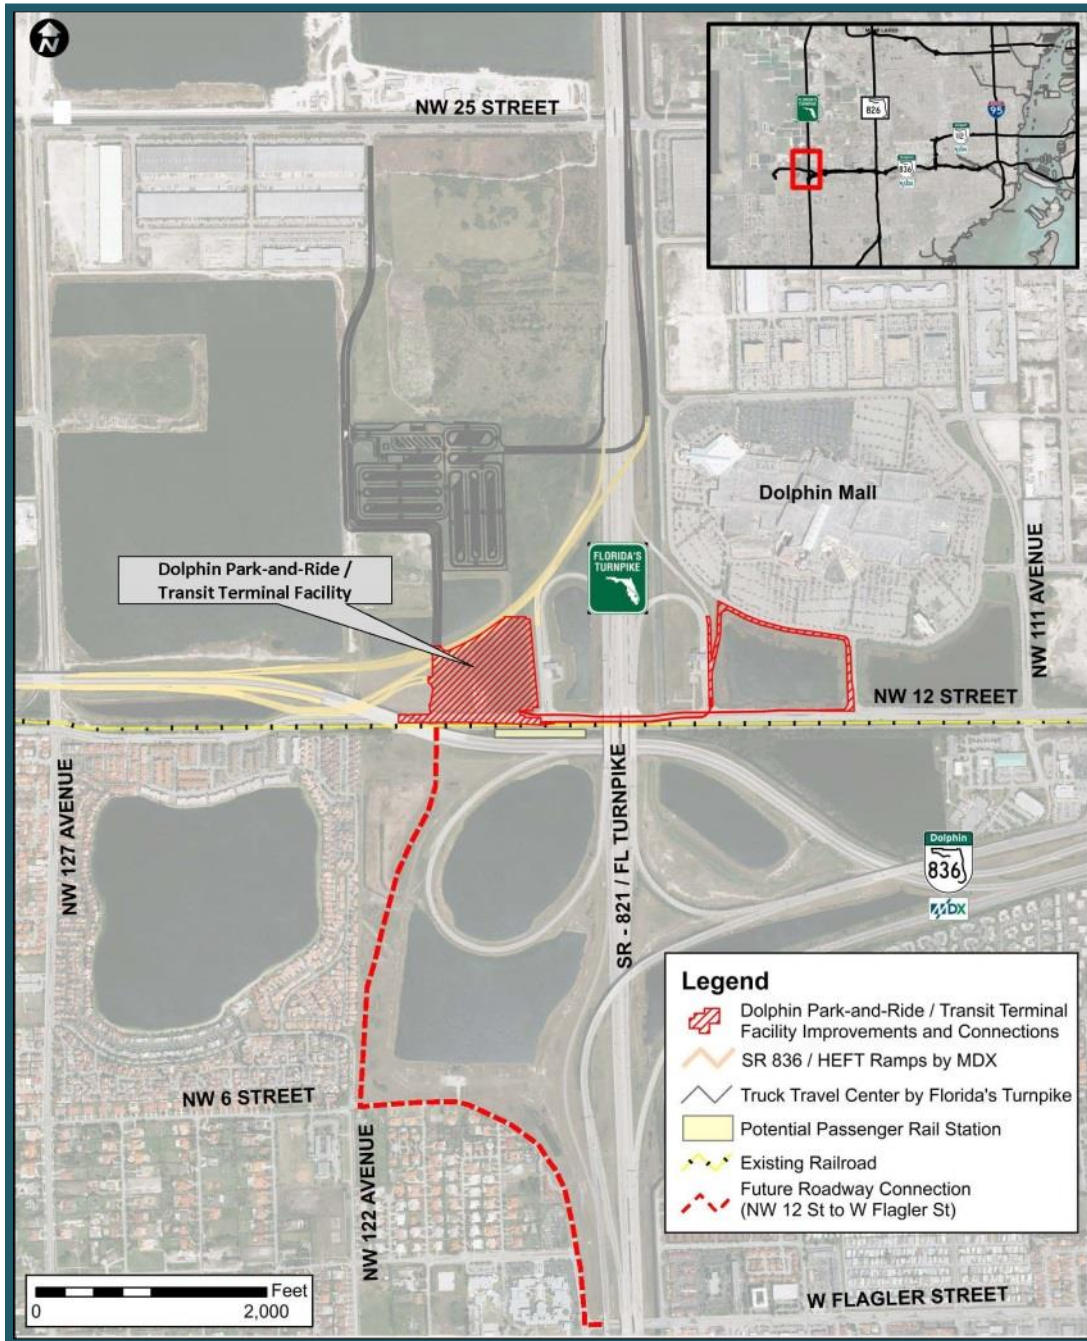 N
NW 25 STREET
FLORIDA'S
TURNPIKE
826
95
112
836
Dolphin Mall
FLORIDA'S
TURNPIKE
Dolphin Park-and-Ride /
Transit Terminal Facility
NW 111 AVENUE
NW 12 STREET
NW 127 AVENUE
SR - 821 / FL TURNPIKE
Dolphin
836
MDX
NW 6 STREET
NW 122 AVENUE
W FLAGLER STREET
Legend
Dolphin Park-and-Ride / Transit Terminal
Facility Improvements and Connections
SR 836 / HEFT Ramps by MDX
Truck Travel Center by Florida's Turnpike
Potential Passenger Rail Station
Existing Railroad
Future Roadway Connection
(NW 12 St to W Flagler St)
Feet
0
2,000